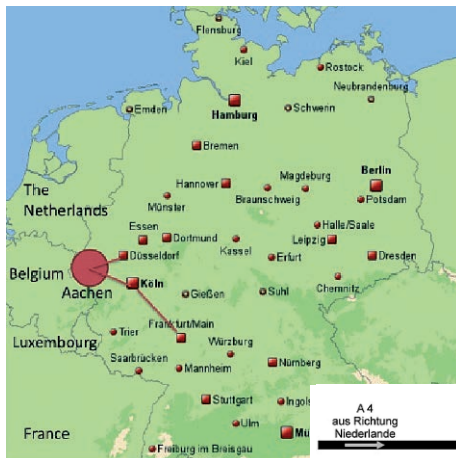 Flensburg
Kiel
Rostock
Neubrandenburg
Emden
Hamburg
Schwerin
Bremen
Hannover
Magdeburg
Berlin
The
Netherlands
Münster
Braunschweig
Potsdam
Essen
Dortmund
Halle/Saale
Leipzig
Düsseldorf
Kassel
Erfurt
Dresden
Belgium
Aachen
Köln
Gießen
Suhl
Chemnitz
Luxembourg
Trier
Frankfurt/Main
Würzburg
Saarbrücken
Mannheim
Nürnberg
Stuttgart
Ingols
Ulm
France
Freiburg im Breisgau
Mü
A 4
aus Richtung
Niederlande